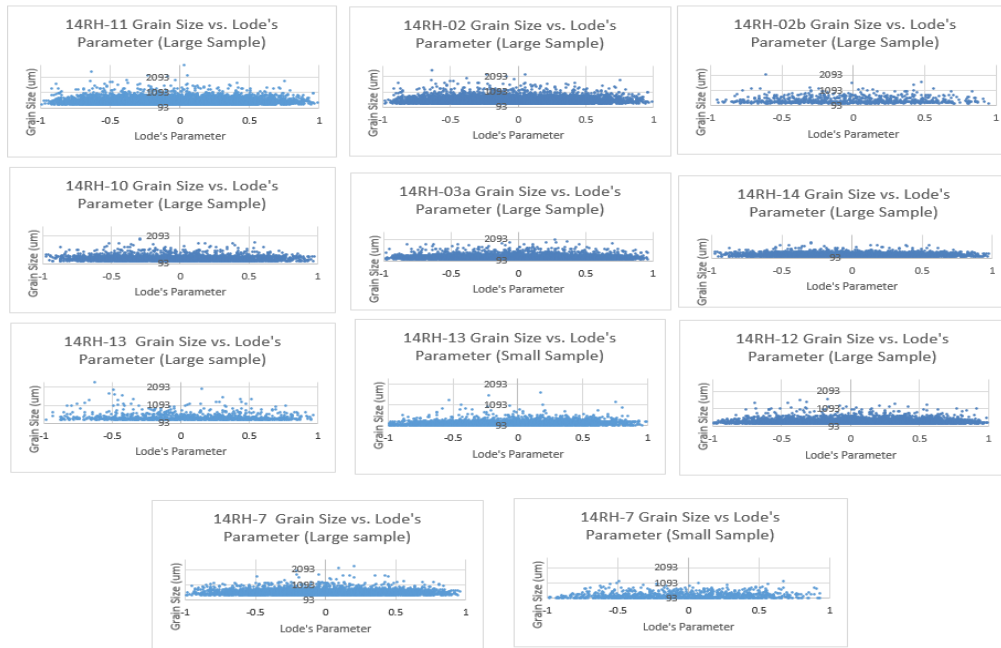 14RH-11 Grain Size vs. Lode's
Parameter (Large Sample)
Grain Size (um)
2093
1093
93
-1 -0.5 0 0.5 1
Lode's Parameter
14RH-02 Grain Size vs. Lode's
Parameter (Large Sample)
Grain Size (um)
2093
1093
93
-1 -0.5 0 0.5 1
Lode's Parameter
14RH-02b Grain Size vs. Lode's
Parameter (Large Sample)
Grain Size (um)
2093
1093
93
-1 -0.5 0 0.5 1
Lode's Parameter
14RH-10 Grain Size vs. Lode's
Parameter (Large Sample)
Grain Size (um)
2093
93
-1 -0.5 0 0.5 1
Lode's Parameter
14RH-03a Grain Size vs. Lode's
Parameter (Large Sample)
Grain Size (um)
2093
93
-1 -0.5 0 0.5 1
Lode's Parameter
14RH-14 Grain Size vs. Lode's
Parameter (Large Sample)
Grain Size (um)
2093
93
-1 -0.5 0 0.5 1
Lode's Parameter
14RH-13 Grain Size vs. Lode's
Parameter (Large sample)
Grain Size (um)
2093
1093
93
-1 -0.5 0 0.5 1
Lode's Parameter
14RH-13 Grain Size vs. Lode's
Parameter (Small Sample)
Grain Size (um)
2093
1093
93
-1 -0.5 0 0.5 1
Lode's Parameter
14RH-12 Grain Size vs. Lode's
Parameter (Large Sample)
Grain Size (um)
2093
1093
93
-1 -0.5 0 0.5 1
Lode's Parameter
14RH-7 Grain Size vs. Lode's
Parameter (Large sample)
Grain Size (um)
2093
1093
93
-1 -0.5 0 0.5 1
Lode's Parameter
14RH-7 Grain Size vs Lode's
Parameter (Small Sample)
Grain Size (um)
2093
1093
93
-1 -0.5 0 0.5 1
Lode's Parameter